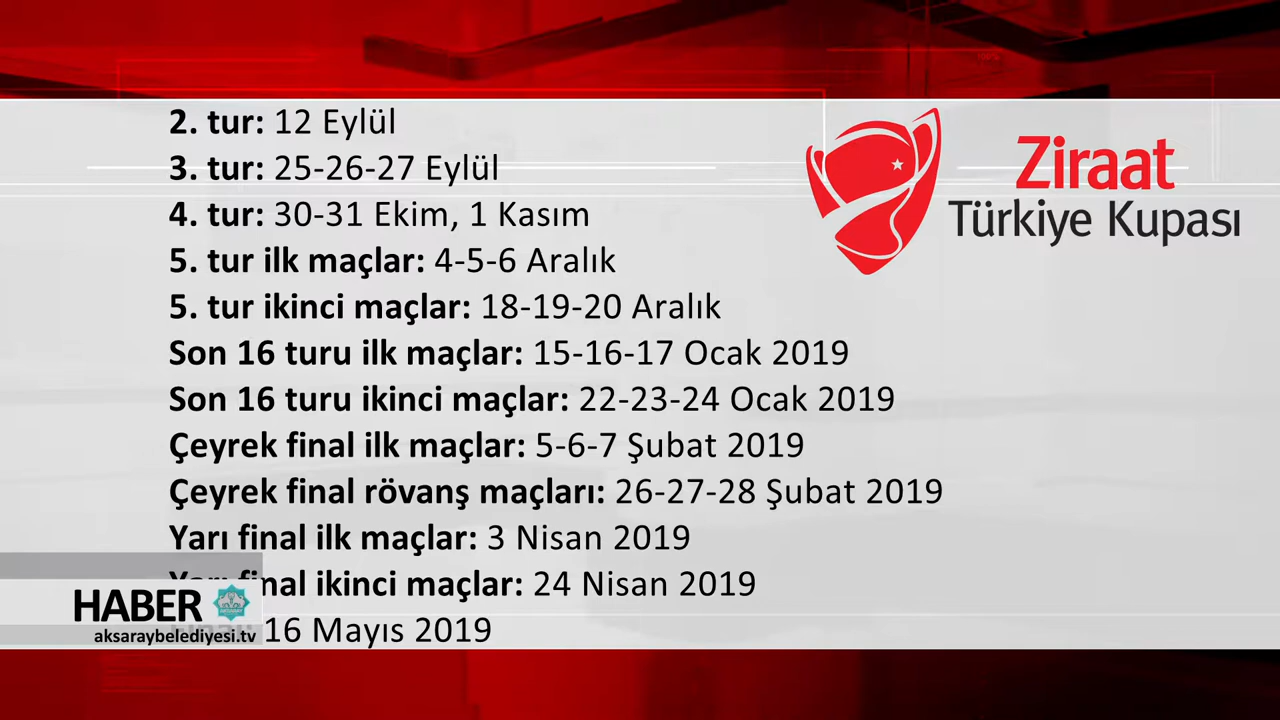 2. tur: 12 Eylül
3. tur: 25-26-27 Eylül
4. tur: 30-31 Ekim, 1 Kasım
5. tur ilk maçlar: 4-5-6 Aralık
5. tur ikinci maçlar: 18-19-20 Aralık
Son 16 turu ilk maçlar: 15-16-17 Ocak 2019
Son 16 turu ikinci maçlar: 22-23-24 Ocak 2019
Çeyrek final ilk maçlar: 5-6-7 Şubat 2019
Çeyrek final rövanş maçları: 26-27-28 Şubat 2019
Yarı final ilk maçlar: 3 Nisan 2019
Yarı final ikinci maçlar: 24 Nisan 2019
16 Mayıs 2019
Ziraat
Türkiye Kupası
HABER
aksaraybelediyesi.tv